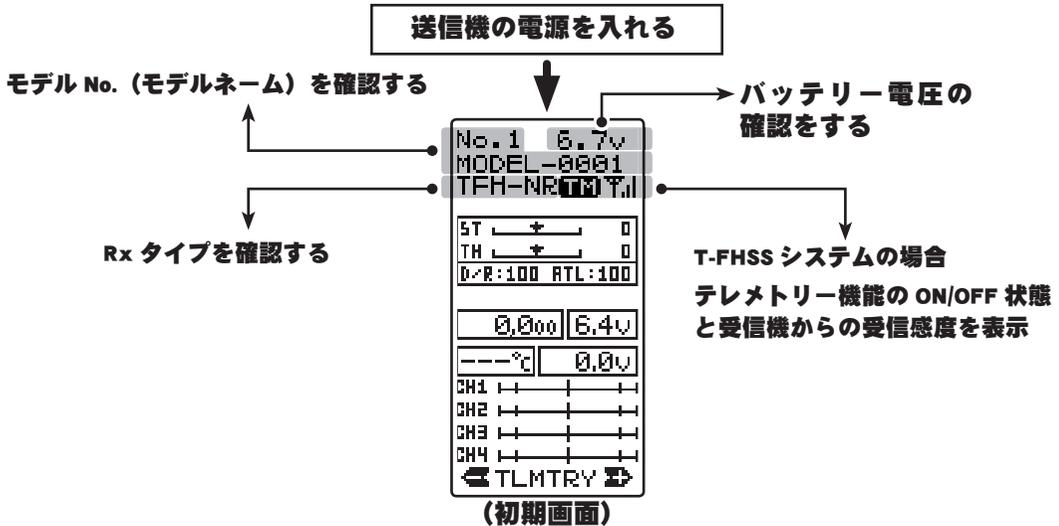 送信機の電源を入れる
モデル No.（モデルネーム）を確認する
バッテリー電圧の
確認をする
No.1 6.7v
MODEL-0001
TFH-NR TM
Rx タイプを確認する
T-FHSS システムの場合
テレメトリー機能の ON/OFF 状態
と受信機からの受信感度を表示
ST 0
TH 0
D/R:100 ATL:100
0,000 6.4v
---℃ 0.0v
CH1
CH2
CH3
CH4
TLMTRY
（初期画面）